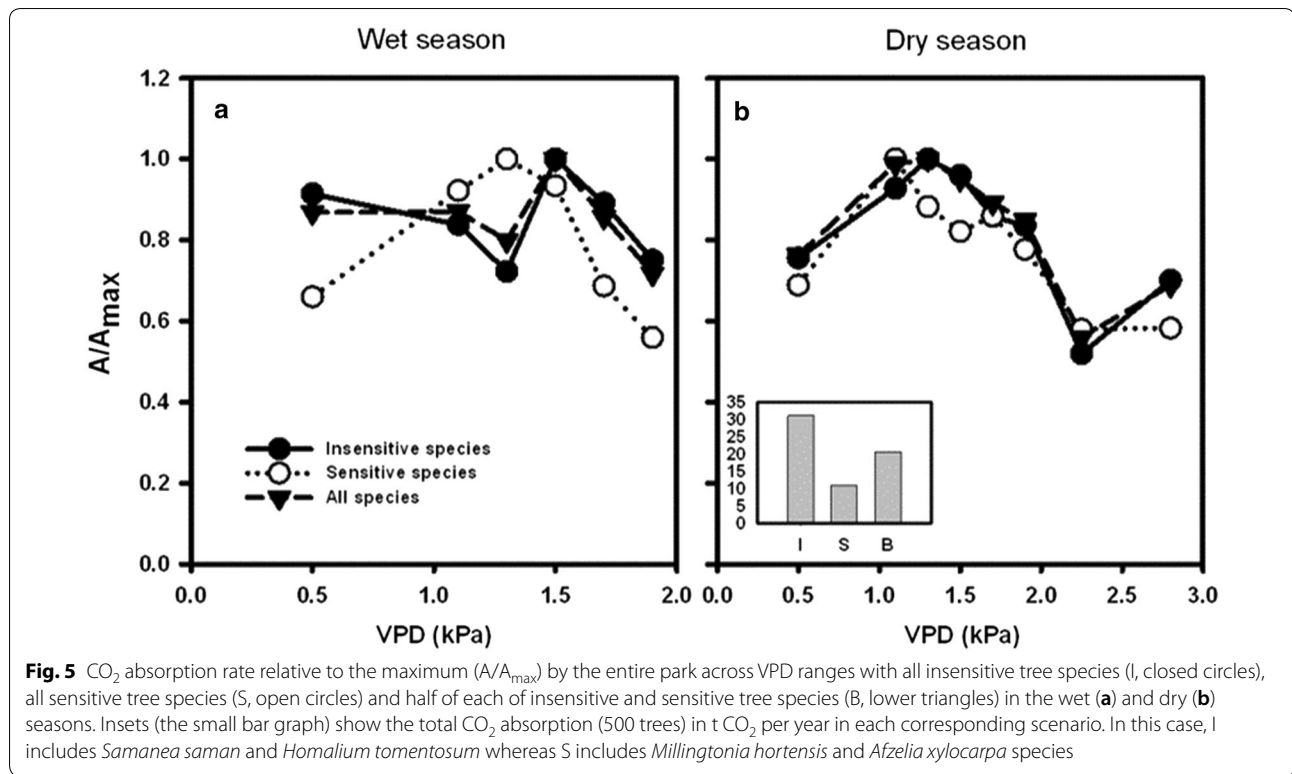 Wet season
Dry season
A/Amax
1.2
1.0
0.8
0.6
0.4
0.2
0.0
a
Insensitive species
Sensitive species
All species
0.0 0.5 1.0 1.5 2.0
VPD (kPa)
b
35
30
25
20
15
10
5
0
I S B
0.0 0.5 1.0 1.5 2.0 2.5 3.0
VPD (kPa)
Fig. 5 CO2 absorption rate relative to the maximum (A/Amax) by the entire park across VPD ranges with all insensitive tree species (I, closed circles),
all sensitive tree species (S, open circles) and half of each of insensitive and sensitive tree species (B, lower triangles) in the wet (a) and dry (b)
seasons. Insets (the small bar graph) show the total CO2 absorption (500 trees) in t CO2 per year in each corresponding scenario. In this case, I
includes Samanea saman and Homalium tomentosum whereas S includes Millingtonia hortensis and Afzelia xylocarpa species